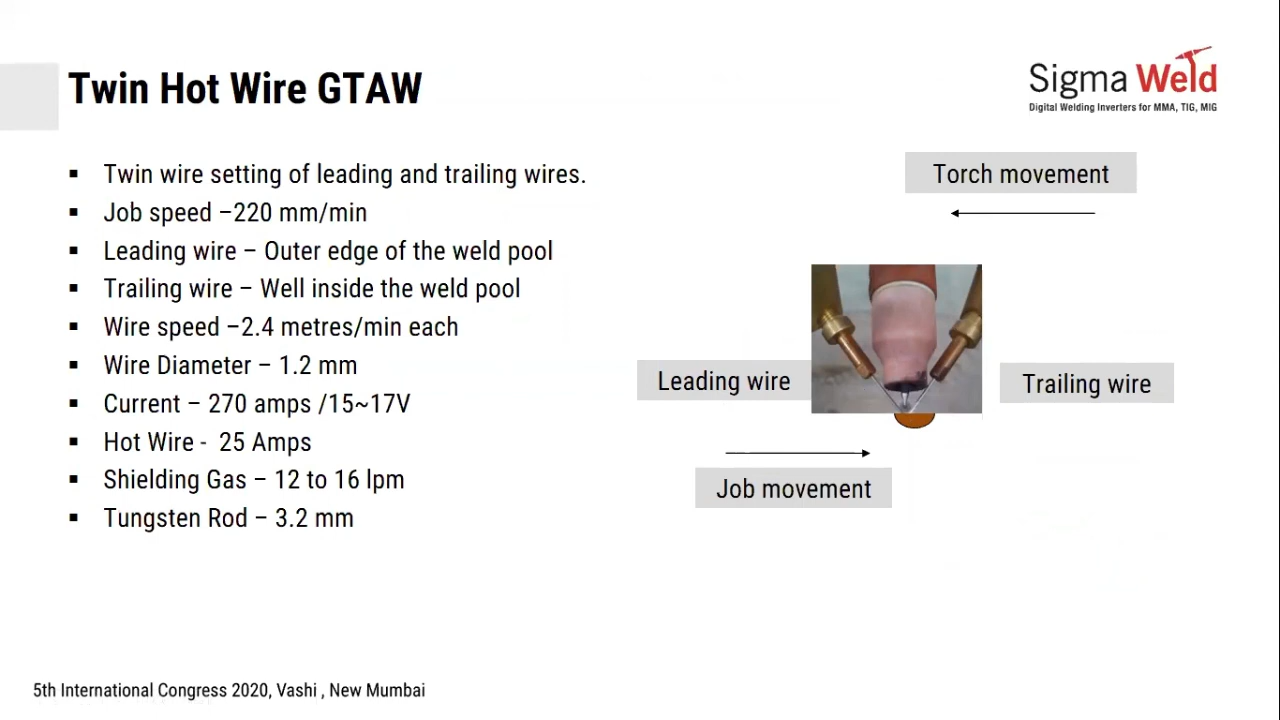 Twin Hot Wire GTAW
Sigma Weld
Digital Welding Inverters for MMA, TIG, MIG
▪ Twin wire setting of leading and trailing wires.
▪ Job speed –220 mm/min
▪ Leading wire – Outer edge of the weld pool
▪ Trailing wire – Well inside the weld pool
▪ Wire speed –2.4 metres/min each
▪ Wire Diameter – 1.2 mm
▪ Current – 270 amps /15~17V
▪ Hot Wire - 25 Amps
▪ Shielding Gas – 12 to 16 lpm
▪ Tungsten Rod – 3.2 mm
Torch movement
Leading wire
Trailing wire
Job movement
5th International Congress 2020, Vashi , New Mumbai